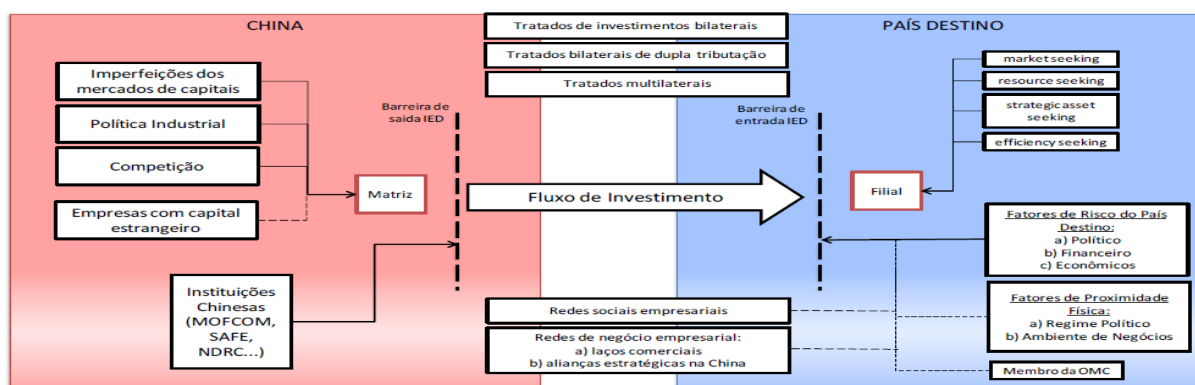 CHINA
Tratados de investimentos bilaterais
Tratados bilaterais de dupla tributação
Tratados multilaterais
PAÍS DESTINO
Imperfeições dos
mercados de capitais
Política Industrial
Competição
Empresas com capital
estrangeiro
Matriz
Barreira de
saida IED
Fluxo de Investimento
Barreira de
entrada IED
market seeking
resource seeking
strategic asset
seeking
efficiency seeking
Filial
Instituições
Chinesas
(MOFCOM,
SAFE,
NDRC...)
Redes sociais empresariais
Redes de negócio empresarial:
a) laços comerciais
b) alianças estratégicas na China
Fatores de Risco do País
Destino:
a) Político
b) Financeiro
c) Econômicos
Fatores de Proximidade
Física:
a) Regime Político
b) Ambiente de Negócios
Membro da OMC